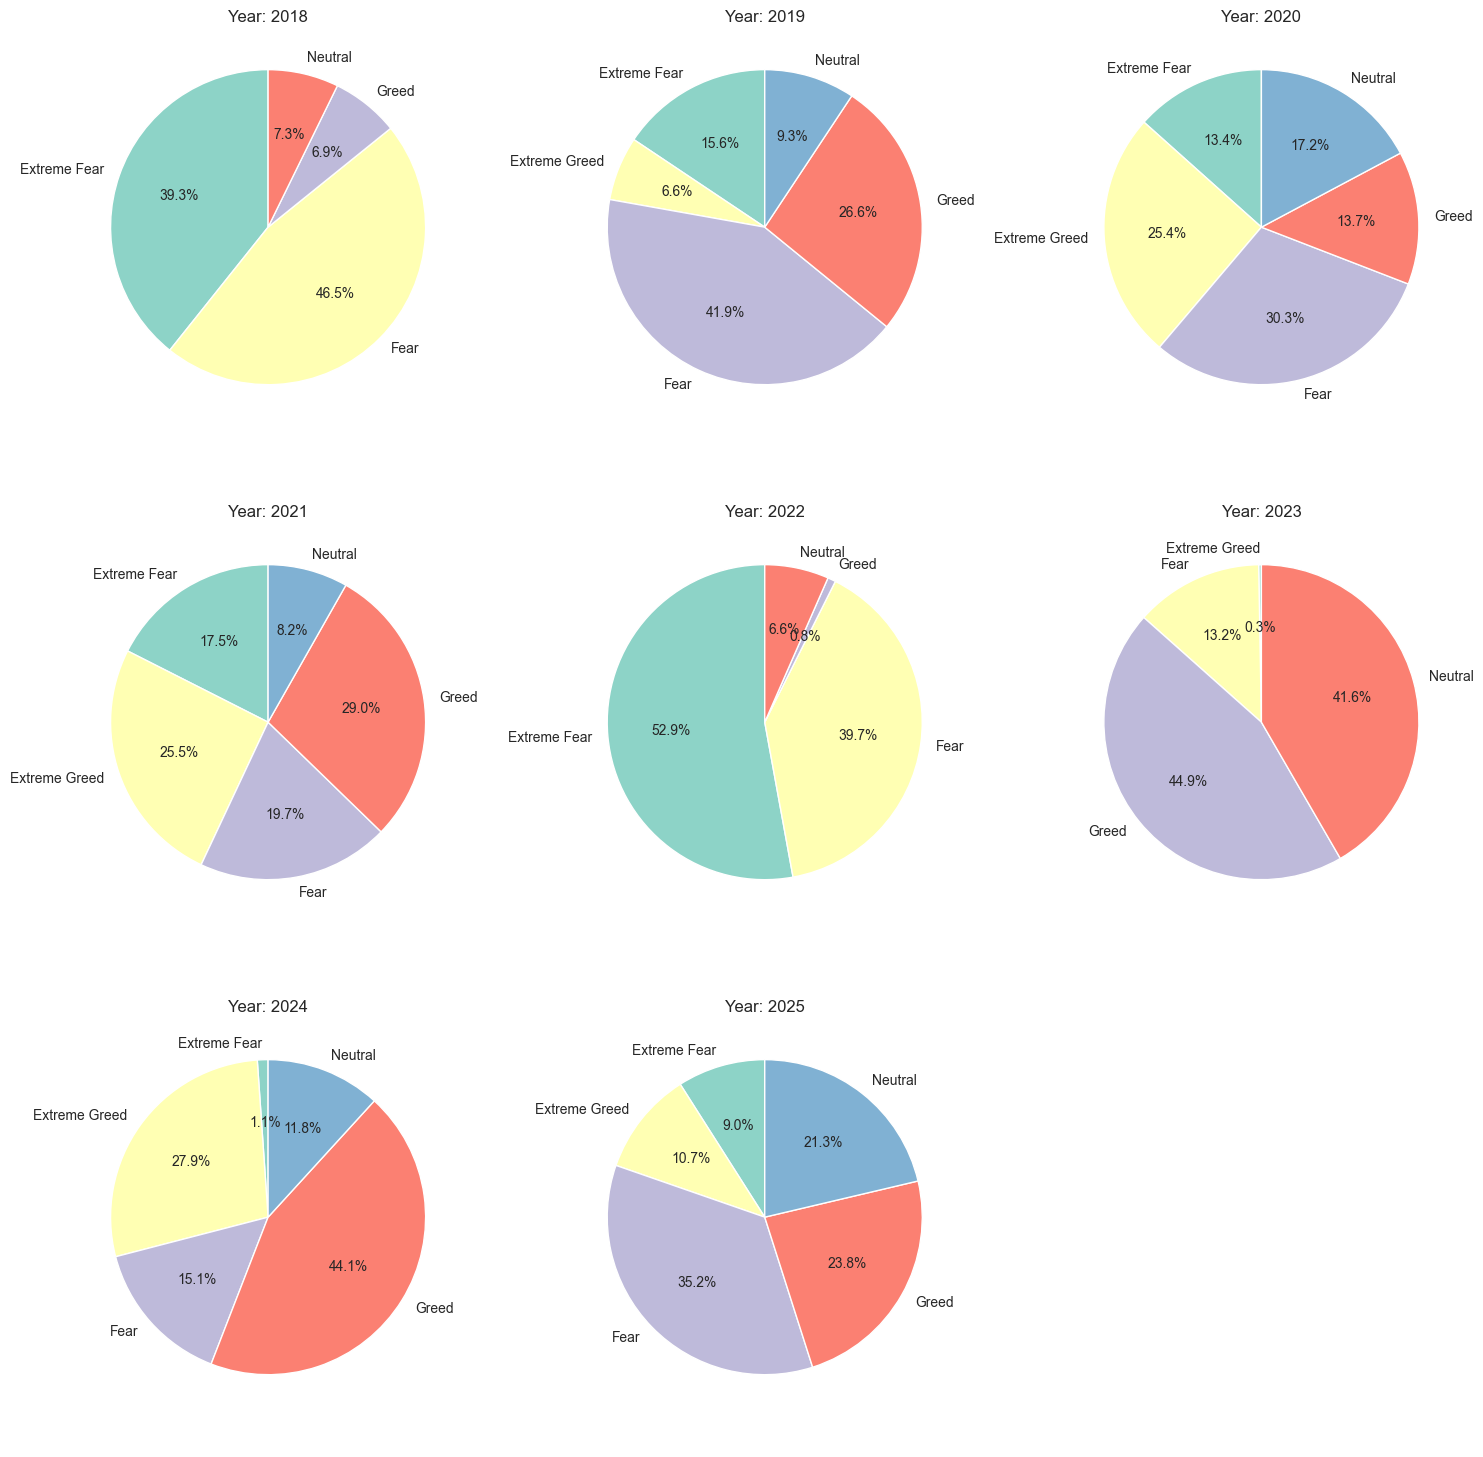 Year: 2018
Neutral
Greed
Extreme Fear
Fear
7.3%
6.9%
39.3%
46.5%
Year: 2019
Neutral
Extreme Fear
Extreme Greed
Greed
Fear
9.3%
15.6%
6.6%
26.6%
41.9%
Year: 2020
Extreme Fear
Neutral
Greed
Extreme Greed
Fear
13.4%
17.2%
13.7%
25.4%
30.3%
Year: 2021
Neutral
Extreme Fear
Greed
Extreme Greed
Fear
8.2%
17.5%
29.0%
25.5%
19.7%
Year: 2022
Neutral
Greed
Extreme Fear
Fear
6.6%
0.8%
52.9%
39.7%
Year: 2023
Extreme Greed
Fear
Neutral
Greed
0.3%
13.2%
41.6%
44.9%
Year: 2024
Extreme Fear
Neutral
Extreme Greed
Greed
Fear
1.1%
11.8%
27.9%
44.1%
15.1%
Year: 2025
Extreme Fear
Neutral
Extreme Greed
Greed
Fear
9.0%
21.3%
10.7%
23.8%
35.2%